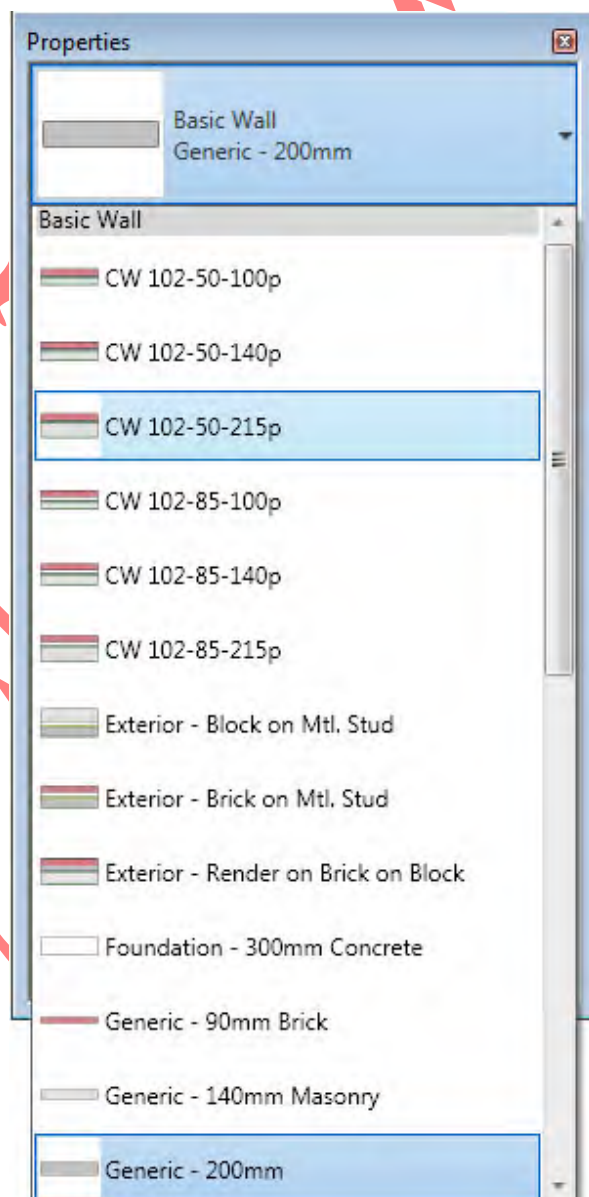 Properties
Basic Wall
Generic - 200mm
Basic Wall
CW 102-50-100p
CW 102-50-140p
CW 102-50-215p
CW 102-85-100p
CW 102-85-140p
CW 102-85-215p
Exterior - Block on Mtl. Stud
Exterior - Brick on Mtl. Stud
Exterior - Render on Brick on Block
Foundation - 300mm Concrete
Generic - 90mm Brick
Generic - 140mm Masonry
Generic - 200mm